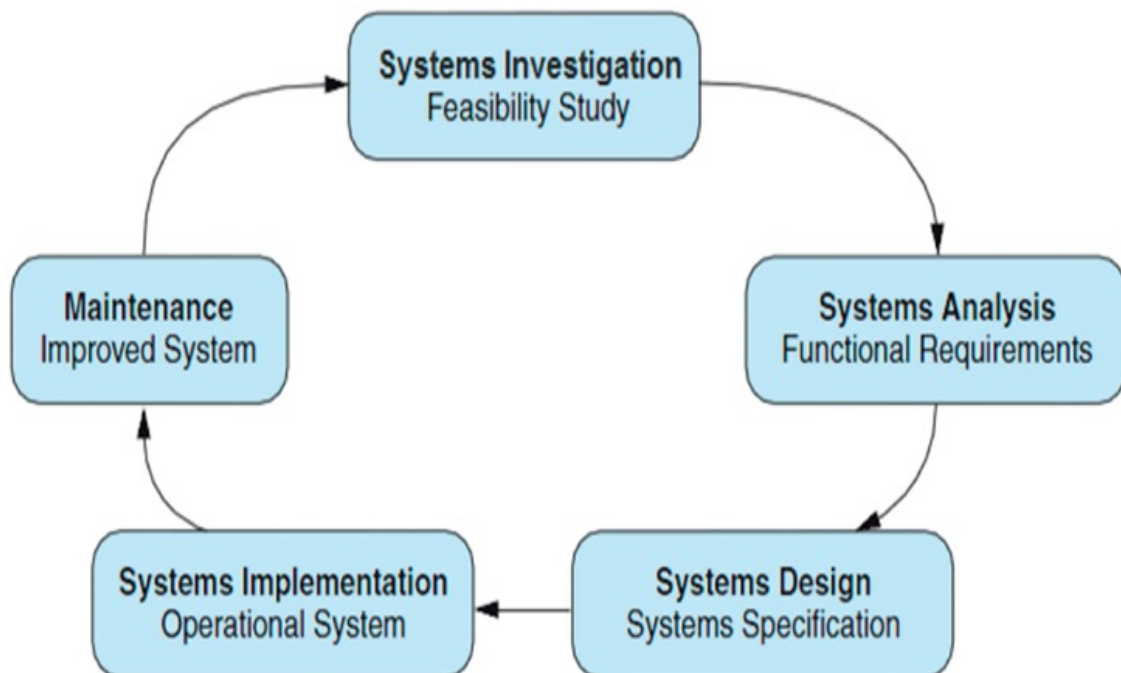 Systems Investigation
Feasibility Study
Systems Analysis
Functional Requirements
Systems Design
Systems Specification
Systems Implementation
Operational System
Maintenance
Improved System